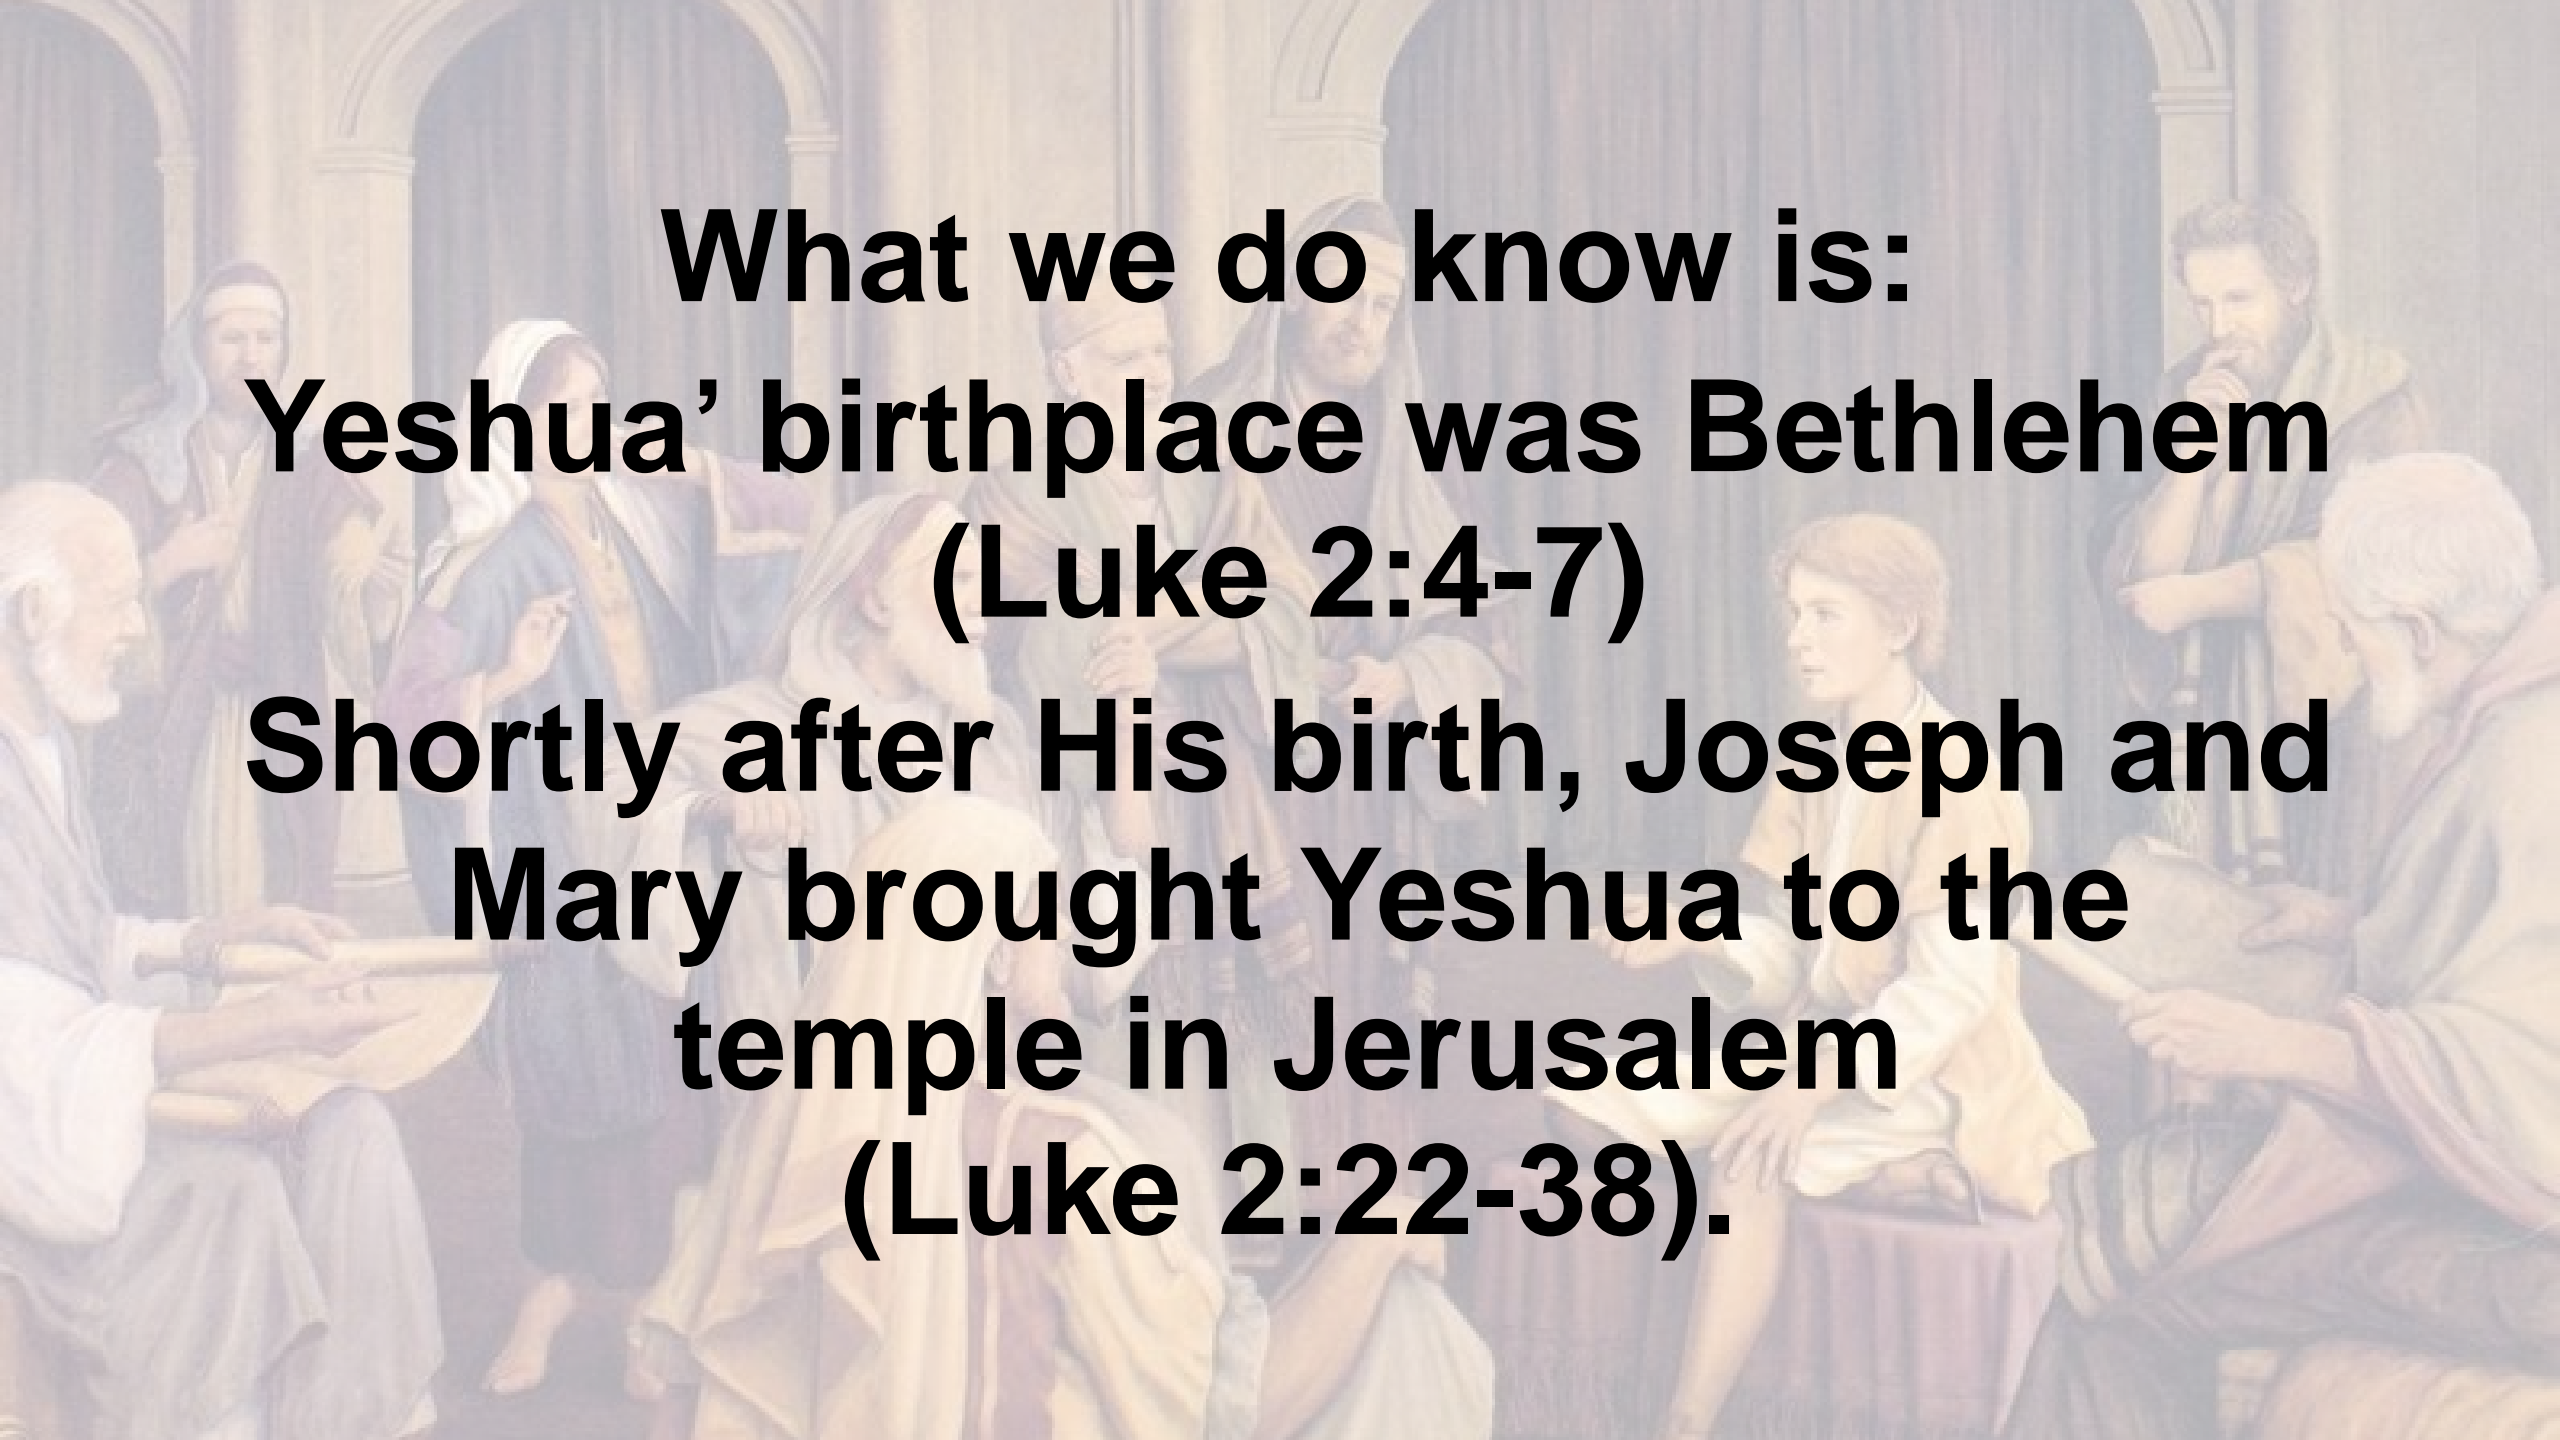 What we do know is:
Yeshua’ birthplace was Bethlehem
(Luke 2:4-7)
Shortly after His birth, Joseph and
Mary brought Yeshua to the
temple in Jerusalem
(Luke 2:22-38).